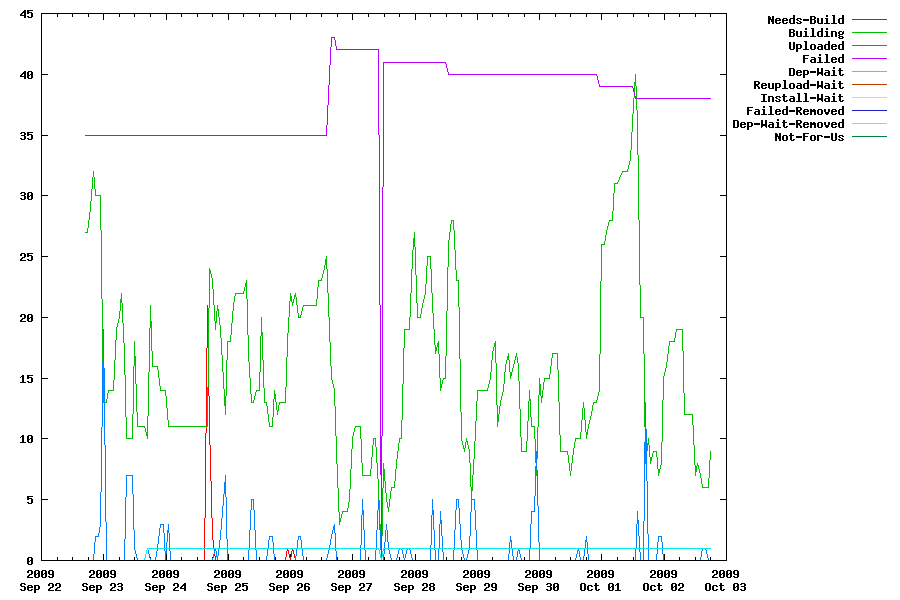 45
40
35
30
25
20
15
10
5
0
2009 2009 2009 2009 2009 2009 2009 2009 2009 2009 2009 2009
Sep 22 Sep 23 Sep 24 Sep 25 Sep 26 Sep 27 Sep 28 Sep 29 Sep 30 Oct 01 Oct 02 Oct 03
Needs-Build
Building
Uploaded
Failed
Dep-Wait
Reupload-Wait
Install-Wait
Failed-Removed
Dep-Wait-Removed
Not-For-Us